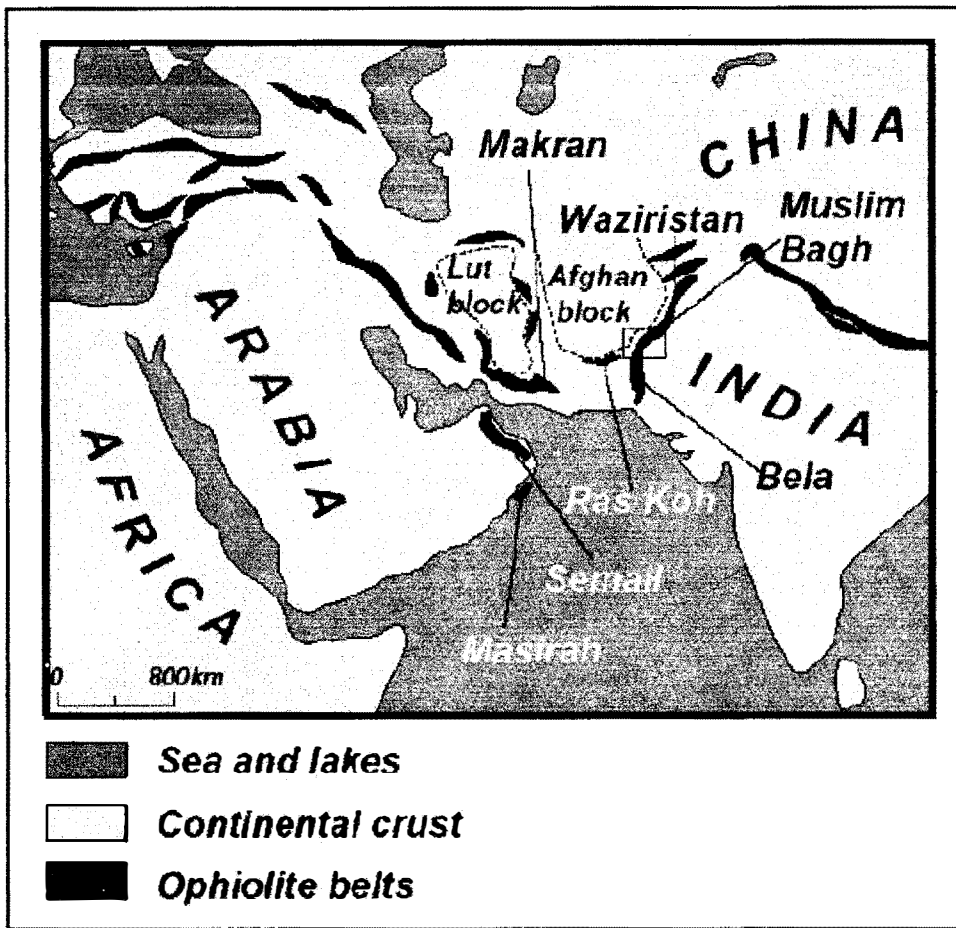 CHINA
Makran
Waziristan
Muslim
Bagh
Lut
block
Afghan
block
ARABIA
INDIA
AFRICA
Bela
Ras Koh
Semail
Masirah
0 800km
Sea and lakes
Continental crust
Ophiolite belts